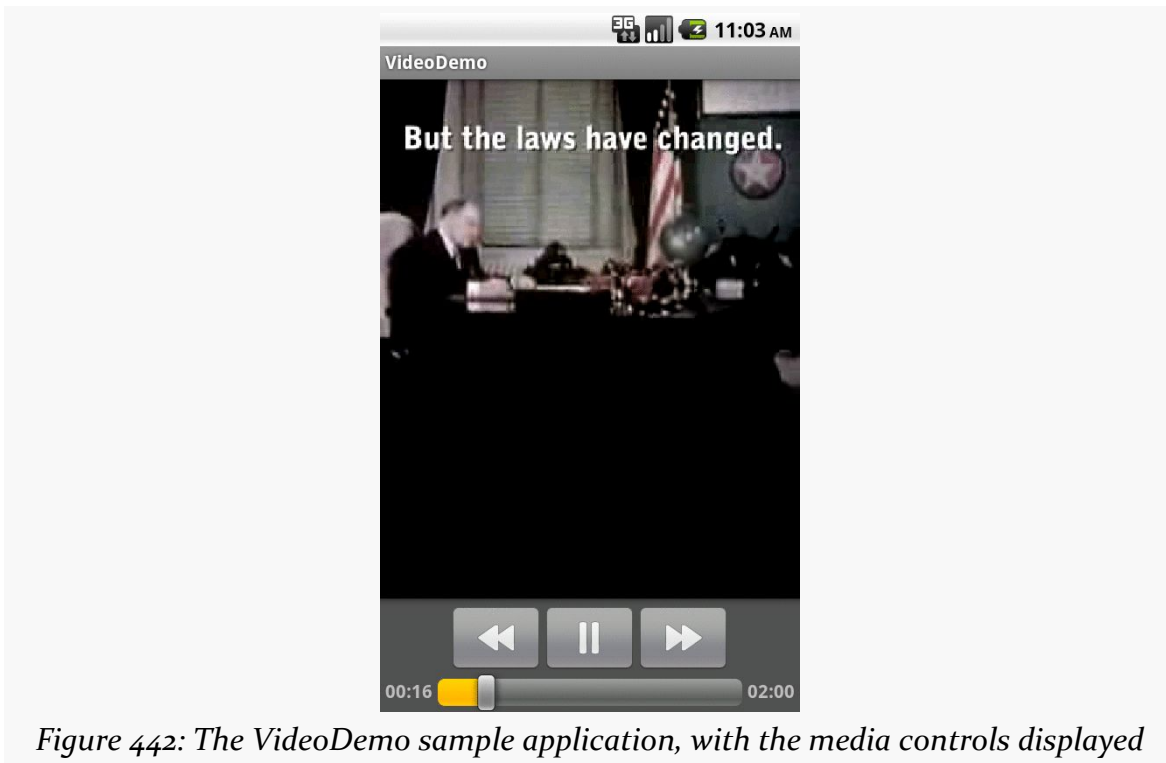 3G
11:03 AM
VideoDemo
But the laws have changed.
00:16
02:00
Figure 442: The VideoDemo sample application, with the media controls displayed